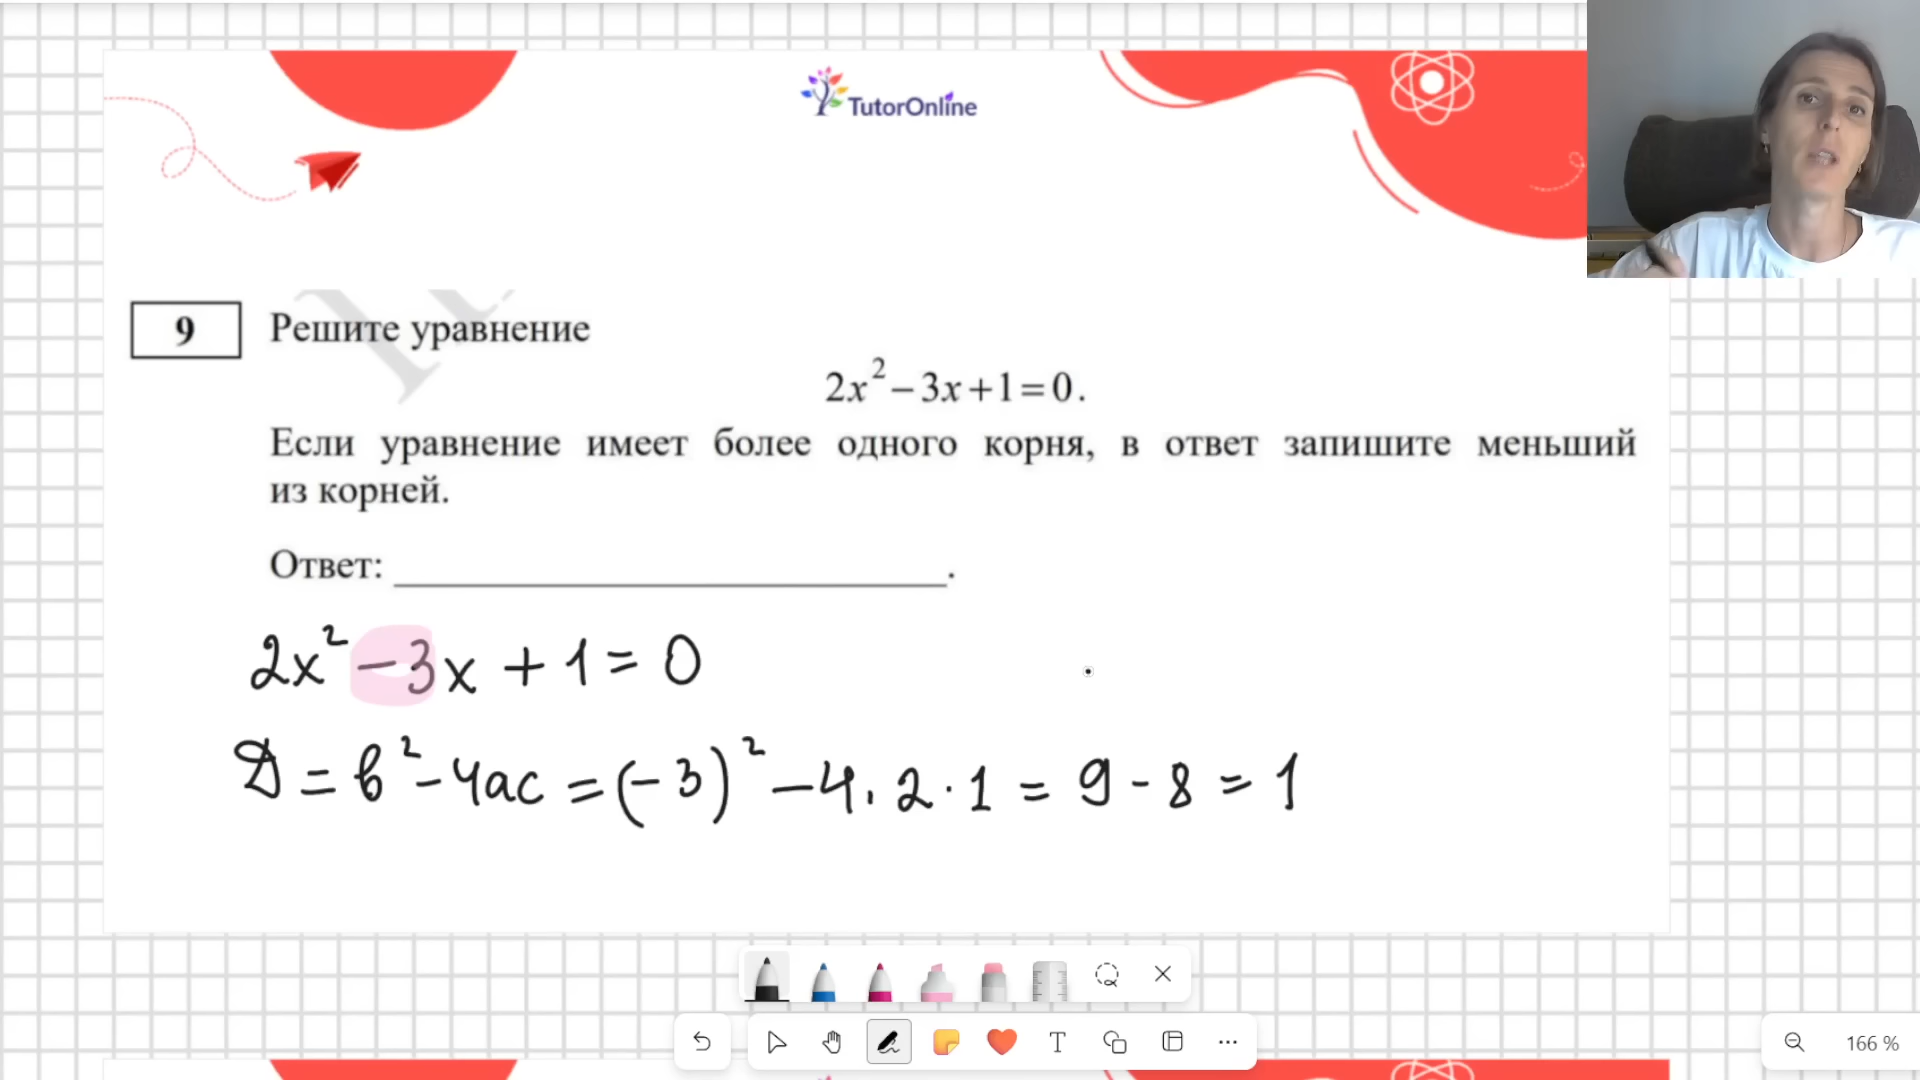 TutorOnline
9 Решите уравнение
2x² − 3x + 1 = 0.
Если уравнение имеет более одного корня, в ответ запишите меньший
из корней.
Ответ: ____________________.
2x² − 3x + 1 = 0
D = b² − 4ac = (−3)² − 4 · 2 · 1 = 9 − 8 = 1
T
166 %